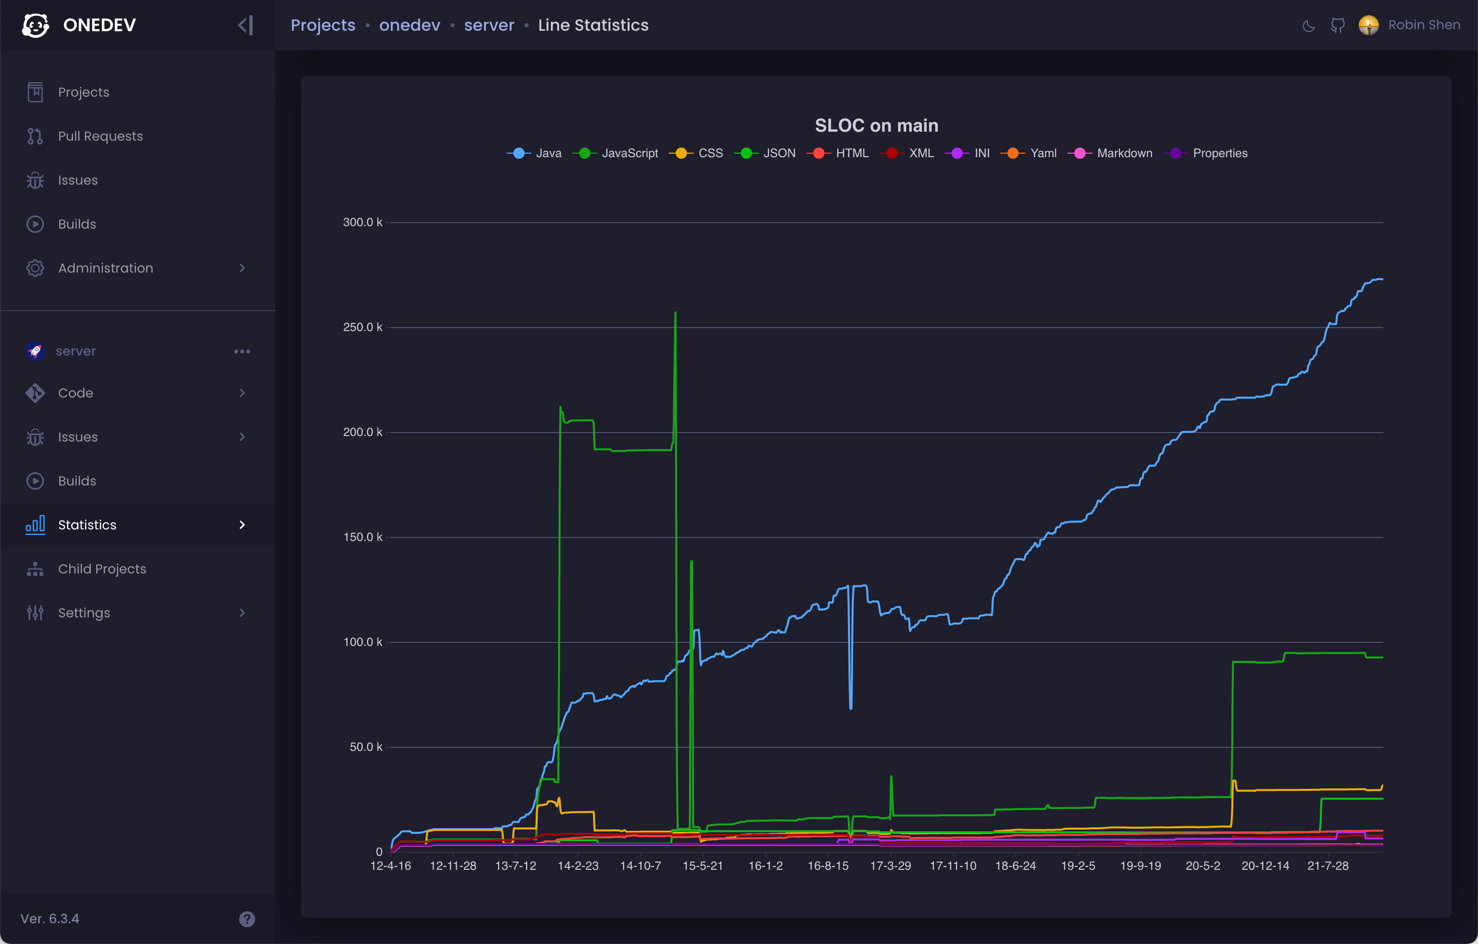 ONEDEV
Projects • onedev • server • Line Statistics
Robin Shen
Projects
Pull Requests
Issues
Builds
Administration
server
Code
Issues
Builds
Statistics
Child Projects
Settings
Ver. 6.3.4
?
SLOC on main
Java JavaScript CSS JSON HTML XML INI Yaml Markdown Properties
300.0 k
250.0 k
200.0 k
150.0 k
100.0 k
50.0 k
0
12-4-16 12-11-28 13-7-12 14-2-23 14-10-7 15-5-21 16-1-2 16-8-15 17-3-29 17-11-10 18-6-24 19-2-5 19-9-19 20-5-2 20-12-14 21-7-28